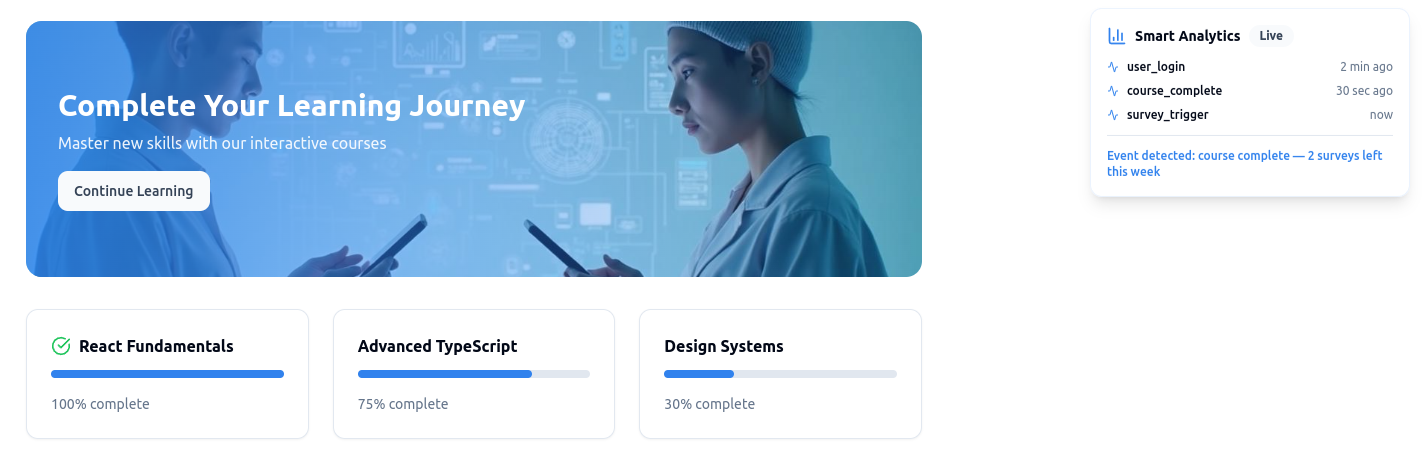 Complete Your Learning Journey
Master new skills with our interactive courses
Continue Learning
Smart Analytics Live
user_login 2 min ago
course_complete 30 sec ago
survey_trigger now
Event detected: course complete — 2 surveys left
this week
React Fundamentals
100% complete
Advanced TypeScript
75% complete
Design Systems
30% complete